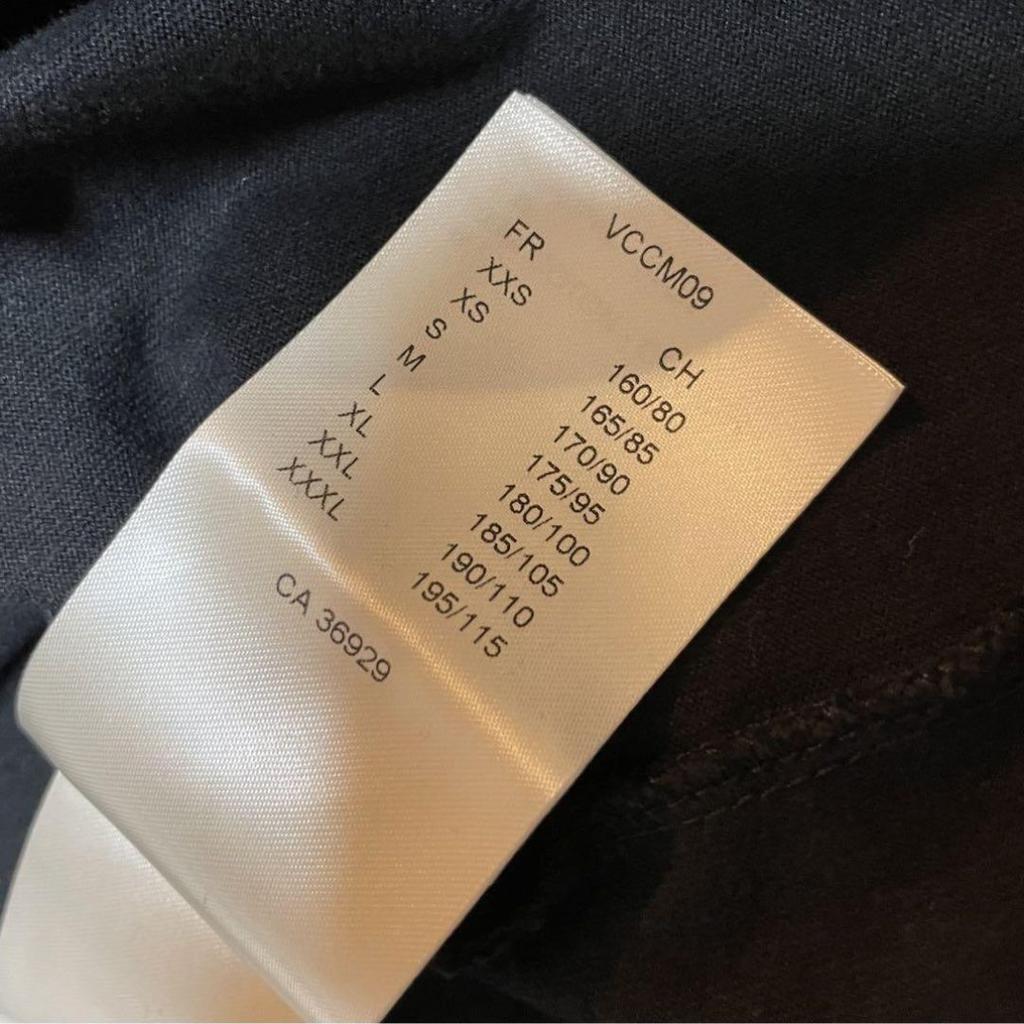 VCCM09
FR CH
XXS 160/80
XS 165/85
S 170/90
M 175/95
L 180/100
XL 185/105
XXL 190/110
XXXL 195/115
CA 36929